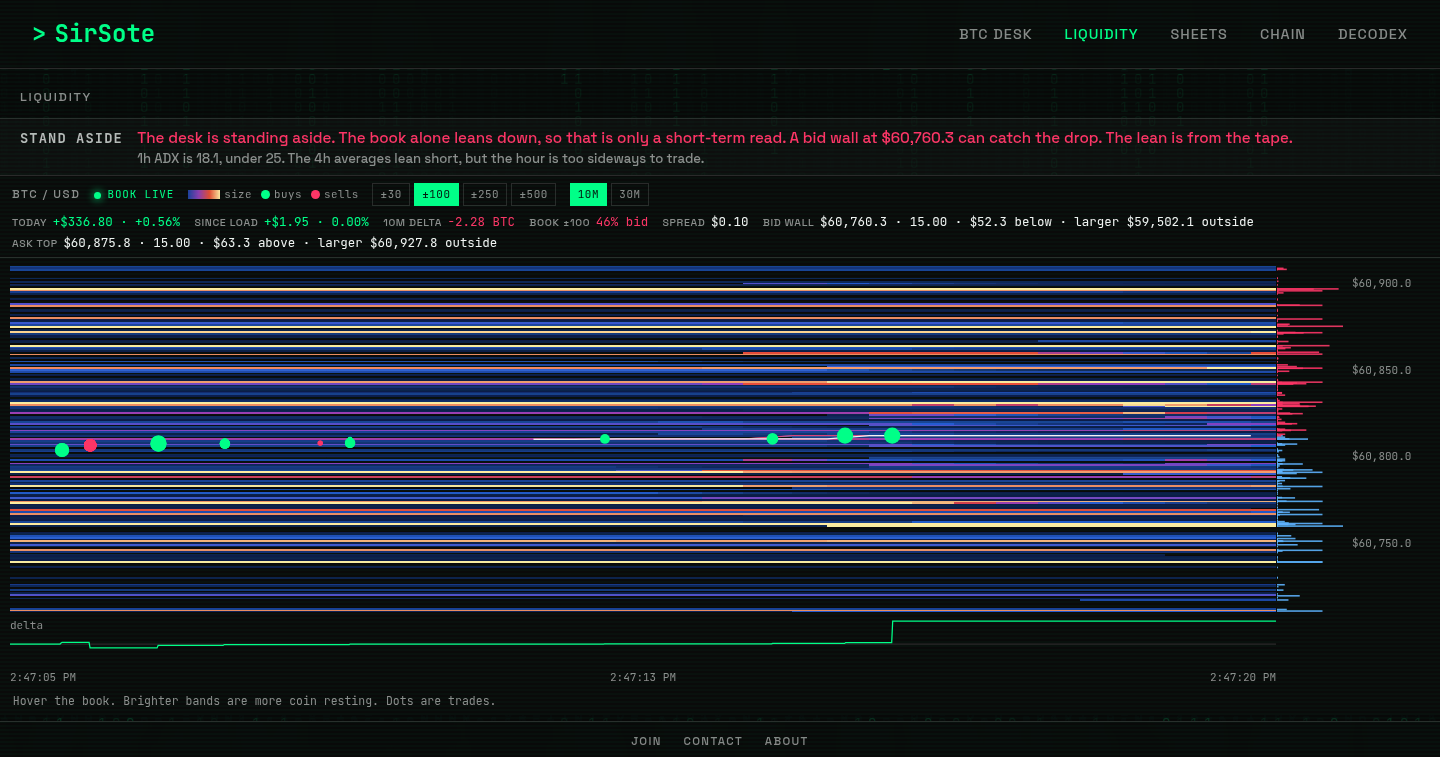 > SirSote
BTC DESK LIQUIDITY SHEETS CHAIN DECODEX
LIQUIDITY
STAND ASIDE The desk is standing aside. The book alone leans down, so that is only a short-term read. A bid wall at $60,760.3 can catch the drop. The lean is from the tape.
1h ADX is 18.1, under 25. The 4h averages lean short, but the hour is too sideways to trade.
BTC / USD BOOK LIVE size buys sells ±30 ±100 ±250 ±500 10M 30M
TODAY +$336.80 · +0.56% SINCE LOAD +$1.95 · 0.00% 10M DELTA -2.28 BTC BOOK ±100 46% bid SPREAD $0.10 BID WALL $60,760.3 · 15.00 · $52.3 below · larger $59,502.1 outside
ASK TOP $60,875.8 · 15.00 · $63.3 above · larger $60,927.8 outside
$60,900.0
$60,850.0
$60,800.0
$60,750.0
delta
2:47:05 PM 2:47:13 PM 2:47:20 PM
Hover the book. Brighter bands are more coin resting. Dots are trades.
JOIN CONTACT ABOUT